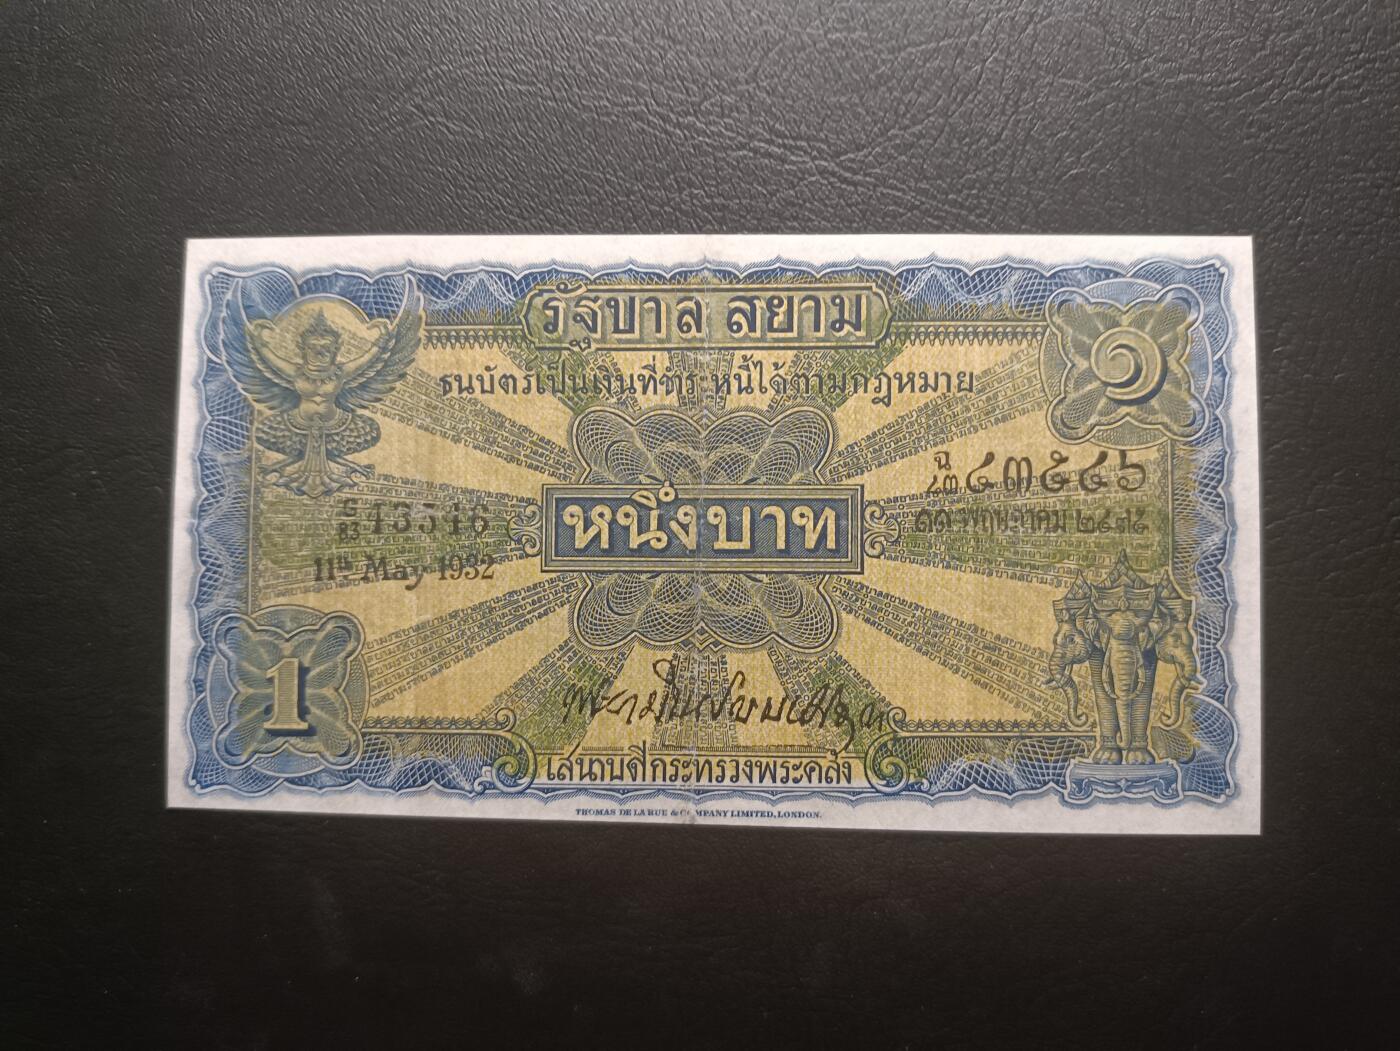 รัฐบาล สยาม
ธนบัตร์เป็นเงินที่ชำระหนี้ได้ตามกฎหมาย
๑
ฉ
๘๓ ๔๓๕๔๖
83 43546
๑๑ พฤษภาคม ๒๔๗๕
11th May 1932
หนึ่งบาท
1
เสนาบดีกระทรวงพระคลัง
THOMAS DE LA RUE & COMPANY LIMITED, LONDON.